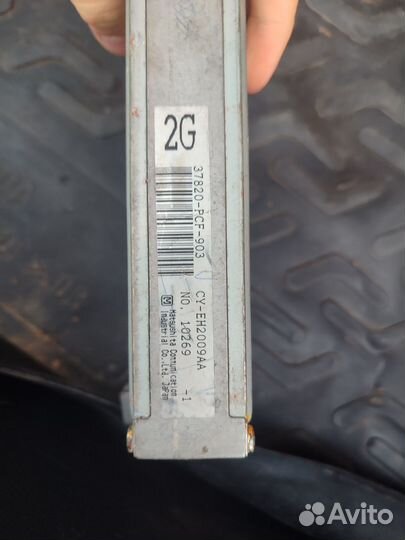 2G
37820-PCF-903
CY-EH2009AA
NO. 10269 -1
M Matsushita Communication
Industrial Co.,Ltd. Japan
Avito